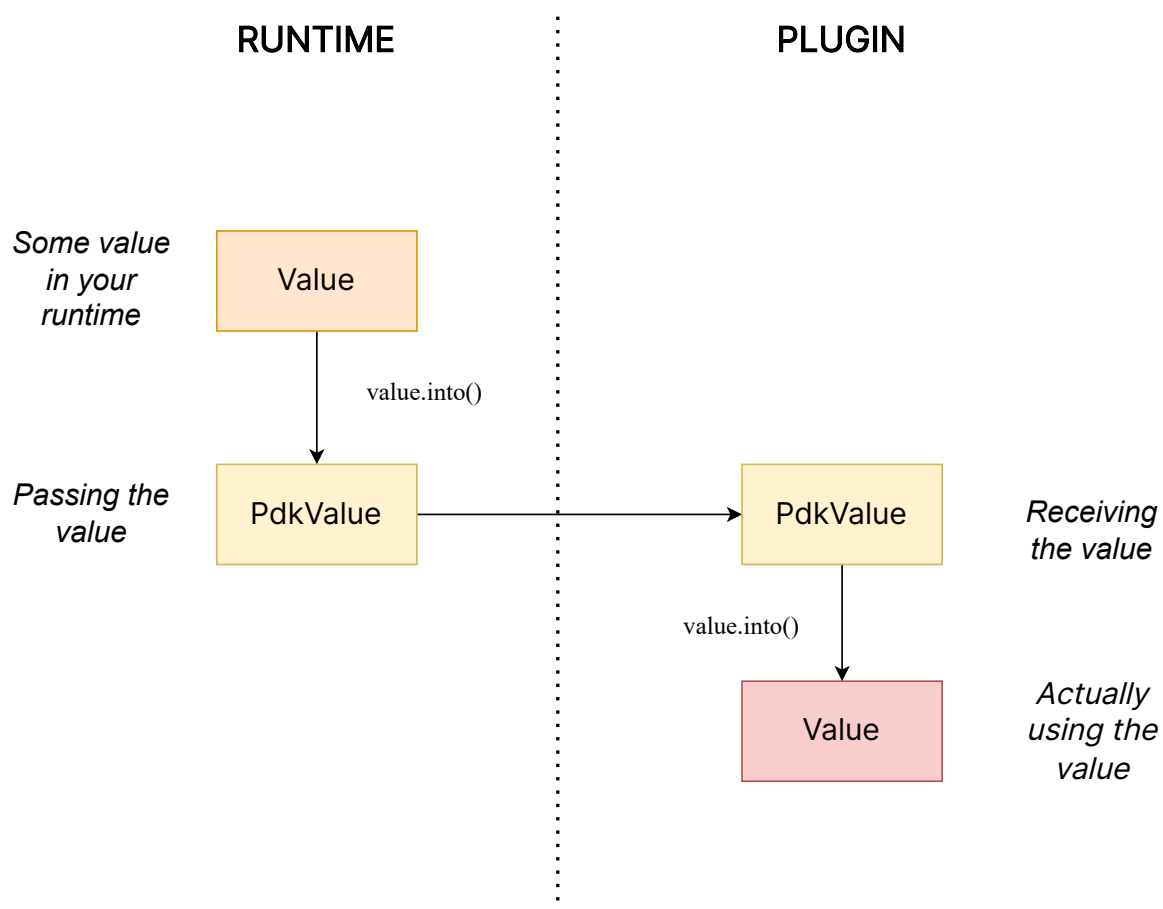 RUNTIME
PLUGIN
Some value
in your
runtime
Value
value.into()
Passing the
value
PdkValue
PdkValue
Receiving
the value
value.into()
Value
Actually
using the
value